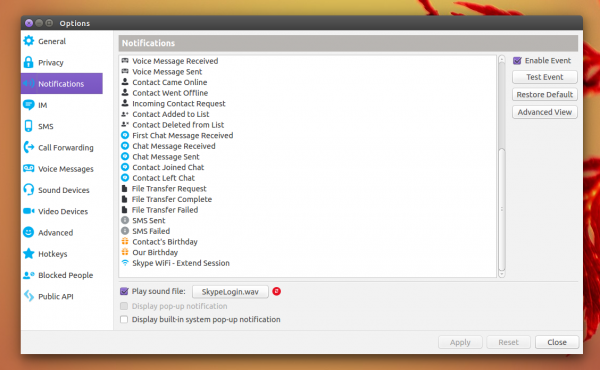 Options
General
Privacy
Notifications
IM
SMS
Call Forwarding
Voice Messages
Sound Devices
Video Devices
Advanced
Hotkeys
Blocked People
Public API
Notifications
Voice Message Received
Voice Message Sent
Contact Came Online
Contact Went Offline
Incoming Contact Request
Contact Added to List
Contact Deleted from List
First Chat Message Received
Chat Message Received
Chat Message Sent
Contact Joined Chat
Contact Left Chat
File Transfer Request
File Transfer Complete
File Transfer Failed
SMS Sent
SMS Failed
Contact's Birthday
Our Birthday
Skype WiFi - Extend Session
Enable Event
Test Event
Restore Default
Advanced View
Play sound file: SkypeLogin.wav
Display pop-up notification
Display built-in system pop-up notification
Apply Reset Close